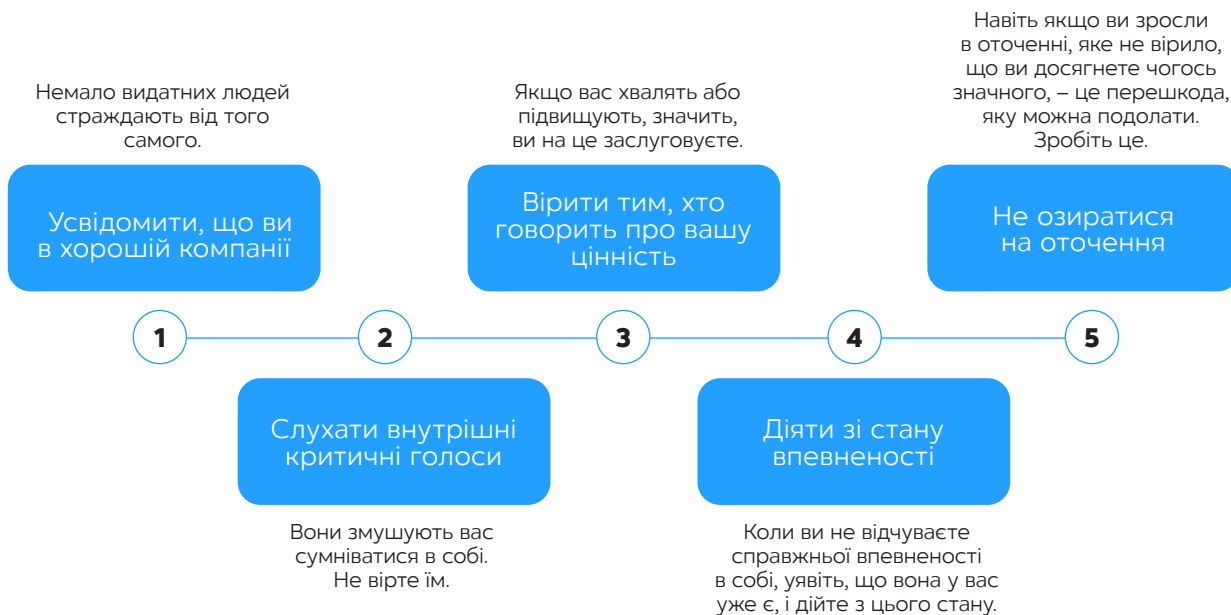 Немало видатних людей
страждають від того
самого.
Усвідомити, що ви
в хорошій компанії
1
2
Слухати внутрішні
критичні голоси
Вони змушують вас
сумніватися в собі.
Не вірте їм.
Якщо вас хвалять або
підвищують, значить,
ви на це заслуговуєте.
Вірити тим, хто
говорить про вашу
цінність
3
4
Діяти зі стану
впевненості
Коли ви не відчуваєте
справжньої впевненості
в собі, уявіть, що вона у вас
уже є, і дійте з цього стану.
Навіть якщо ви зросли
в оточенні, яке не вірило,
що ви досягнете чогось
значного, – це перешкода,
яку можна подолати.
Зробіть це.
Не озиратися
на оточення
5